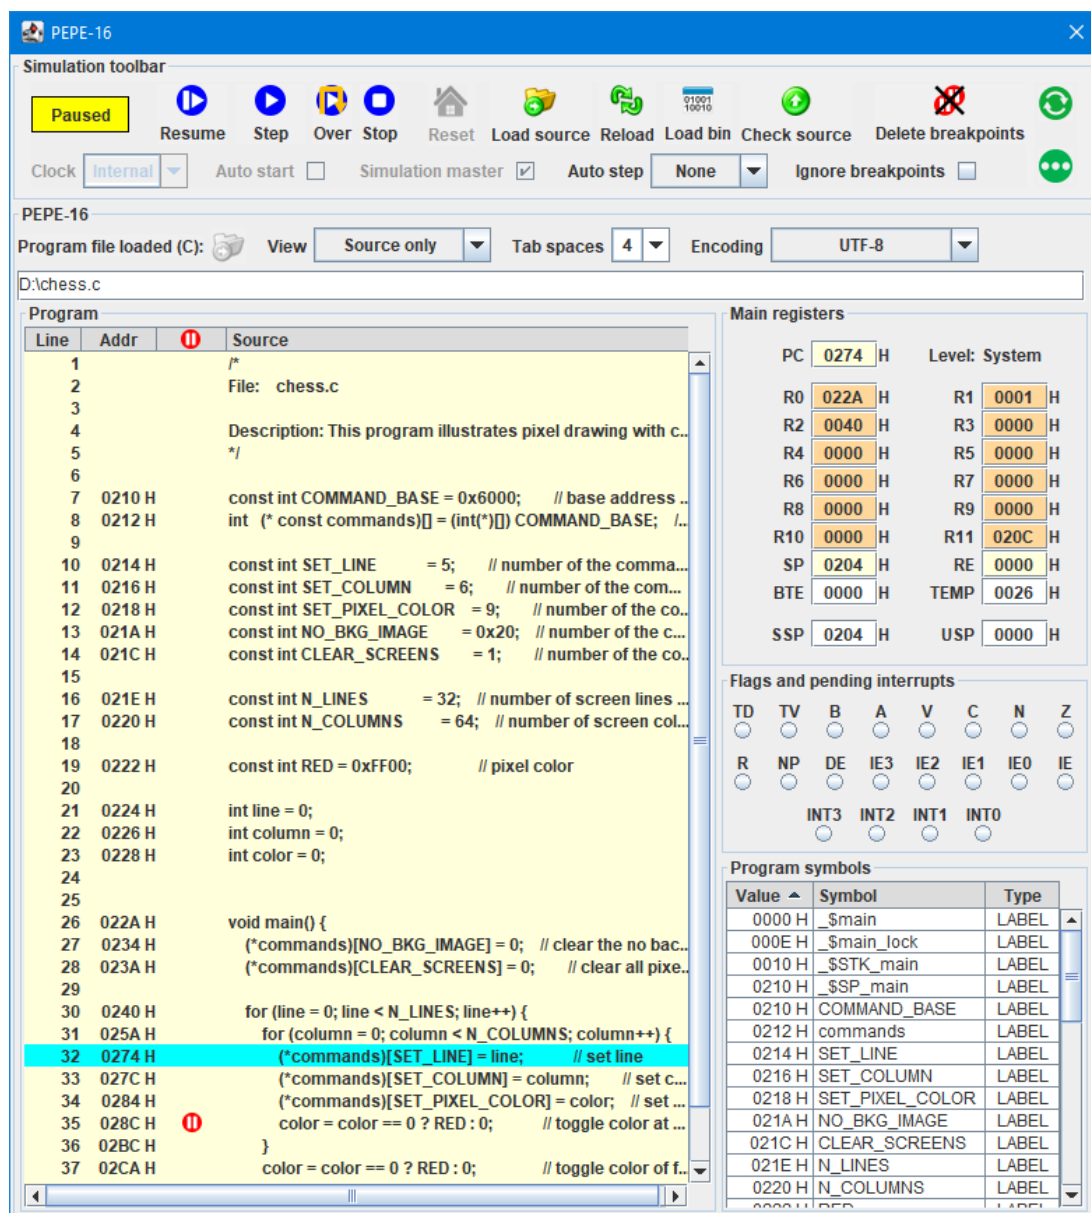 PEPE-16
Simulation toolbar
Paused
Resume Step Over Stop Reset Load source Reload Load bin Check source Delete breakpoints
Clock Internal Auto start Simulation master Auto step None Ignore breakpoints
PEPE-16
Program file loaded (C): View Source only Tab spaces 4 Encoding UTF-8
D:\chess.c
Program
Line Addr Source
1 /*
2 File: chess.c
3
4 Description: This program illustrates pixel drawing with c...
5 */
6
7 0210 H const int COMMAND_BASE = 0x6000; // base address ...
8 0212 H int (* const commands)[] = (int(*)[]) COMMAND_BASE; /...
9
10 0214 H const int SET_LINE = 5; // number of the comma...
11 0216 H const int SET_COLUMN = 6; // number of the com...
12 0218 H const int SET_PIXEL_COLOR = 9; // number of the co...
13 021A H const int NO_BKG_IMAGE = 0x20; // number of the c...
14 021C H const int CLEAR_SCREENS = 1; // number of the co...
15
16 021E H const int N_LINES = 32; // number of screen lines ...
17 0220 H const int N_COLUMNS = 64; // number of screen col...
18
19 0222 H const int RED = 0xFF00; // pixel color
20
21 0224 H int line = 0;
22 0226 H int column = 0;
23 0228 H int color = 0;
24
25
26 022A H void main() {
27 0234 H (*commands)[NO_BKG_IMAGE] = 0; // clear the no bac...
28 023A H (*commands)[CLEAR_SCREENS] = 0; // clear all pixe...
29
30 0240 H for (line = 0; line < N_LINES; line++) {
31 025A H for (column = 0; column < N_COLUMNS; column++) {
32 0274 H (*commands)[SET_LINE] = line; // set line
33 027C H (*commands)[SET_COLUMN] = column; // set c...
34 0284 H (*commands)[SET_PIXEL_COLOR] = color; // set ...
35 028C H color = color == 0 ? RED : 0; // toggle color at ...
36 02BC H }
37 02CA H color = color == 0 ? RED : 0; // toggle color of f...
Main registers
PC 0274 H Level: System
R0 022A H R1 0001 H
R2 0040 H R3 0000 H
R4 0000 H R5 0000 H
R6 0000 H R7 0000 H
R8 0000 H R9 0000 H
R10 0000 H R11 020C H
SP 0204 H RE 0000 H
BTE 0000 H TEMP 0026 H
SSP 0204 H USP 0000 H
Flags and pending interrupts
TD TV B A V C N Z
R NP DE IE3 IE2 IE1 IE0 IE
INT3 INT2 INT1 INT0
Program symbols
Value Symbol Type
0000 H _$main LABEL
000E H _$main_lock LABEL
0010 H _$STK_main LABEL
0210 H _$SP_main LABEL
0210 H COMMAND_BASE LABEL
0212 H commands LABEL
0214 H SET_LINE LABEL
0216 H SET_COLUMN LABEL
0218 H SET_PIXEL_COLOR LABEL
021A H NO_BKG_IMAGE LABEL
021C H CLEAR_SCREENS LABEL
021E H N_LINES LABEL
0220 H N_COLUMNS LABEL